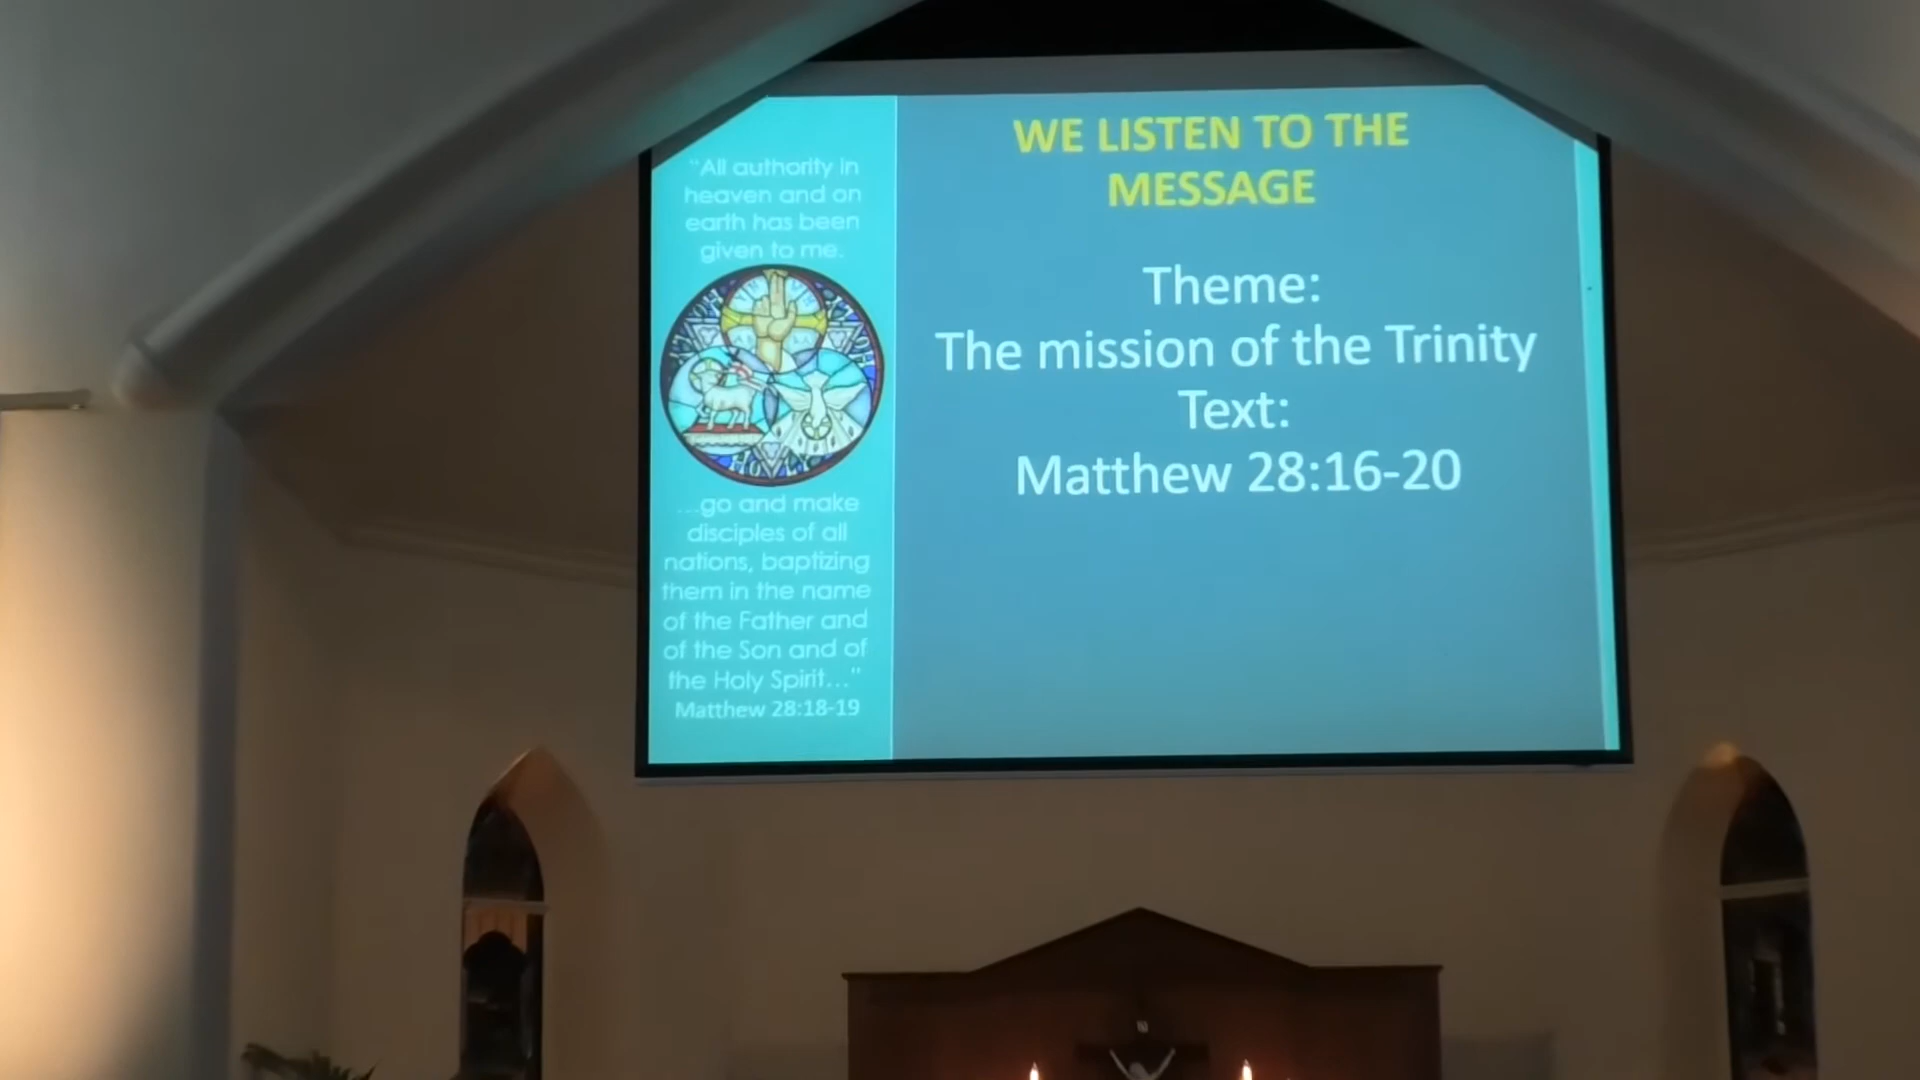 "All authority in
heaven and on
earth has been
given to me.
...go and make
disciples of all
nations, baptizing
them in the name
of the Father and
of the Son and of
the Holy Spirit..."
Matthew 28:18-19
WE LISTEN TO THE
MESSAGE
Theme:
The mission of the Trinity
Text:
Matthew 28:16-20